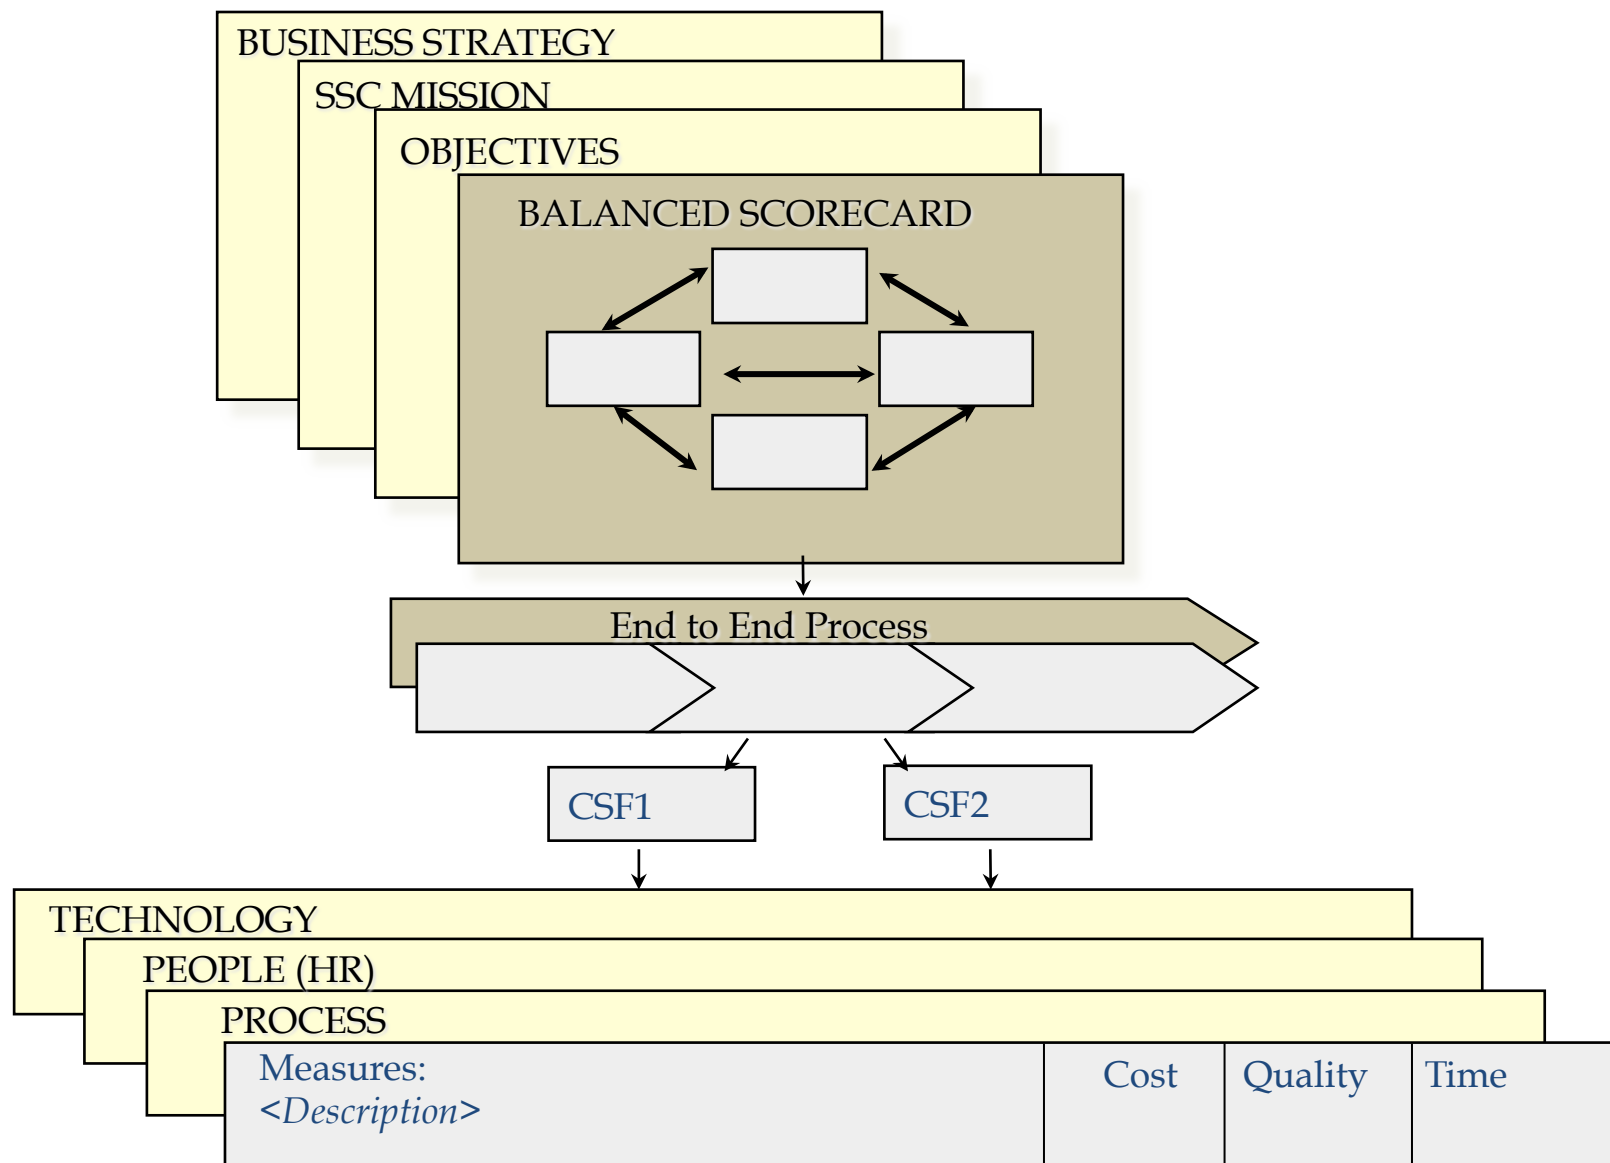 BUSINESS STRATEGY
SSC MISSION
OBJECTIVES
BALANCED SCORECARD
End to End Process
CSF1
CSF2
TECHNOLOGY
PEOPLE (HR)
PROCESS
Measures:
<Description>
Cost
Quality
Time